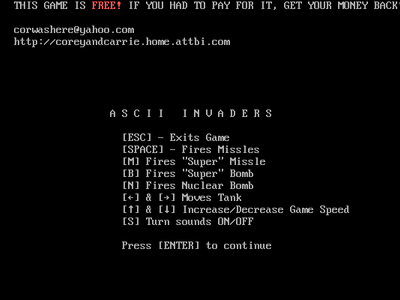 THIS GAME IS FREE! IF YOU HAD TO PAY FOR IT, GET YOUR MONEY BACK!
corwashere@yahoo.com
http://coreyandcarrie.home.attbi.com
A S C I I   I N V A D E R S
[ESC] - Exits Game
[SPACE] - Fires Missles
[M] Fires "Super" Missle
[B] Fires "Super" Bomb
[N] Fires Nuclear Bomb
[←] & [→] Moves Tank
[↑] & [↓] Increase/Decrease Game Speed
[S] Turn sounds ON/OFF
Press [ENTER] to continue